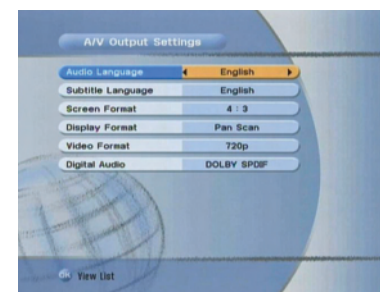 A/V Output Settings
Audio Language English
Subtitle Language English
Screen Format 4 : 3
Display Format Pan Scan
Video Format 720p
Digital Audio DOLBY SPDIF
OK View List